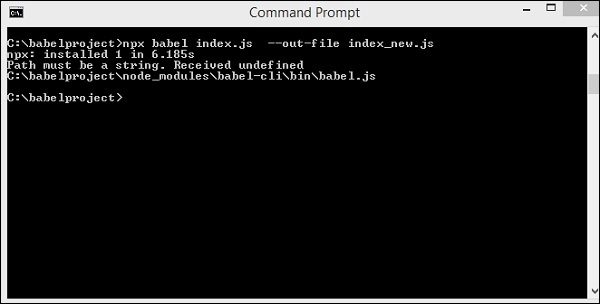 Command Prompt
C:\babelproject>npx babel index.js  --out-file index_new.js
npx: installed 1 in 6.185s
Path must be a string. Received undefined
C:\babelproject\node_modules\babel-cli\bin\babel.js
C:\babelproject>